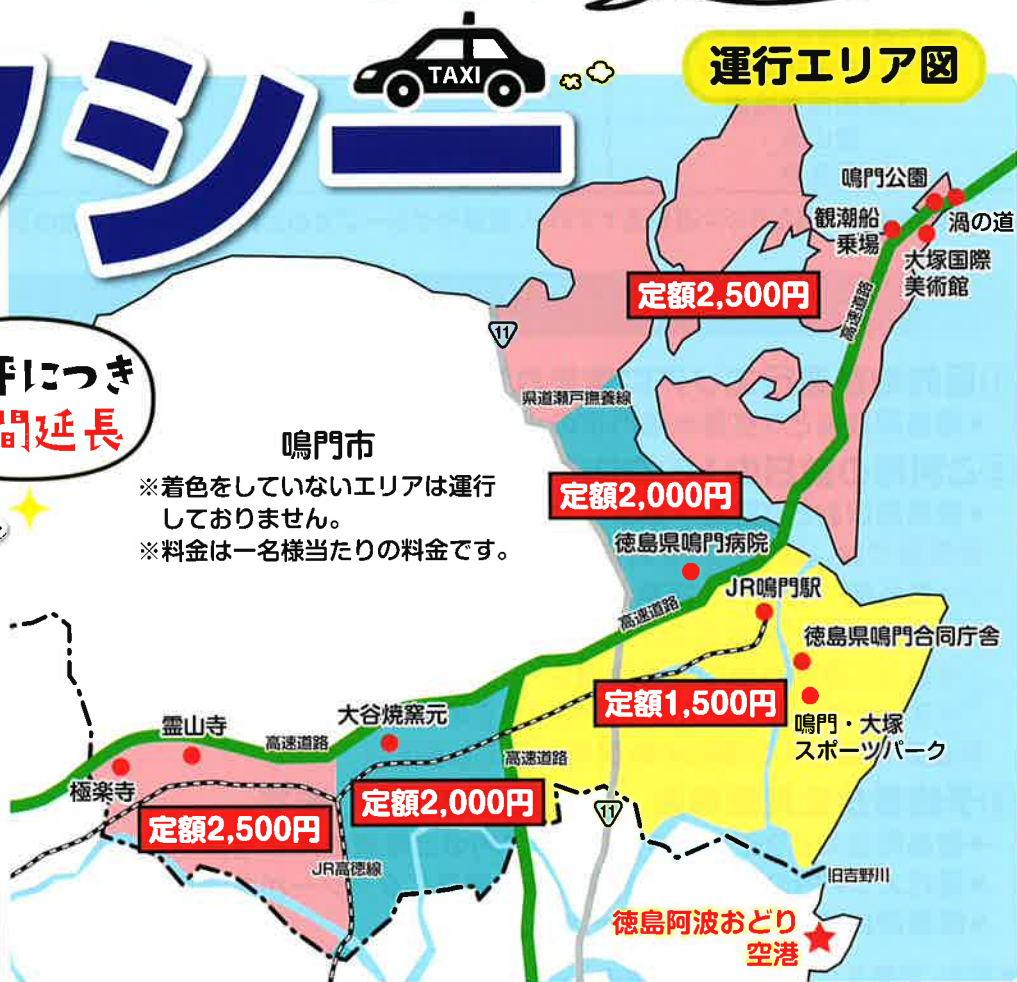 シー
TAXI
運行エリア図
鳴門公園
渦の道
観潮船
乗場
大塚国際
美術館
高速道路
定額2,500円
11
県道瀬戸撫養線
につき
間延長
鳴門市
※着色をしていないエリアは運行
しておりません。
※料金は一名様当たりの料金です。
定額2,000円
徳島県鳴門病院
JR鳴門駅
高速道路
徳島県鳴門合同庁舎
定額1,500円
鳴門・大塚
スポーツパーク
大谷焼窯元
霊山寺
高速道路
高速道路
極楽寺
定額2,000円
定額2,500円
11
JR高徳線
旧吉野川
徳島阿波おどり
空港